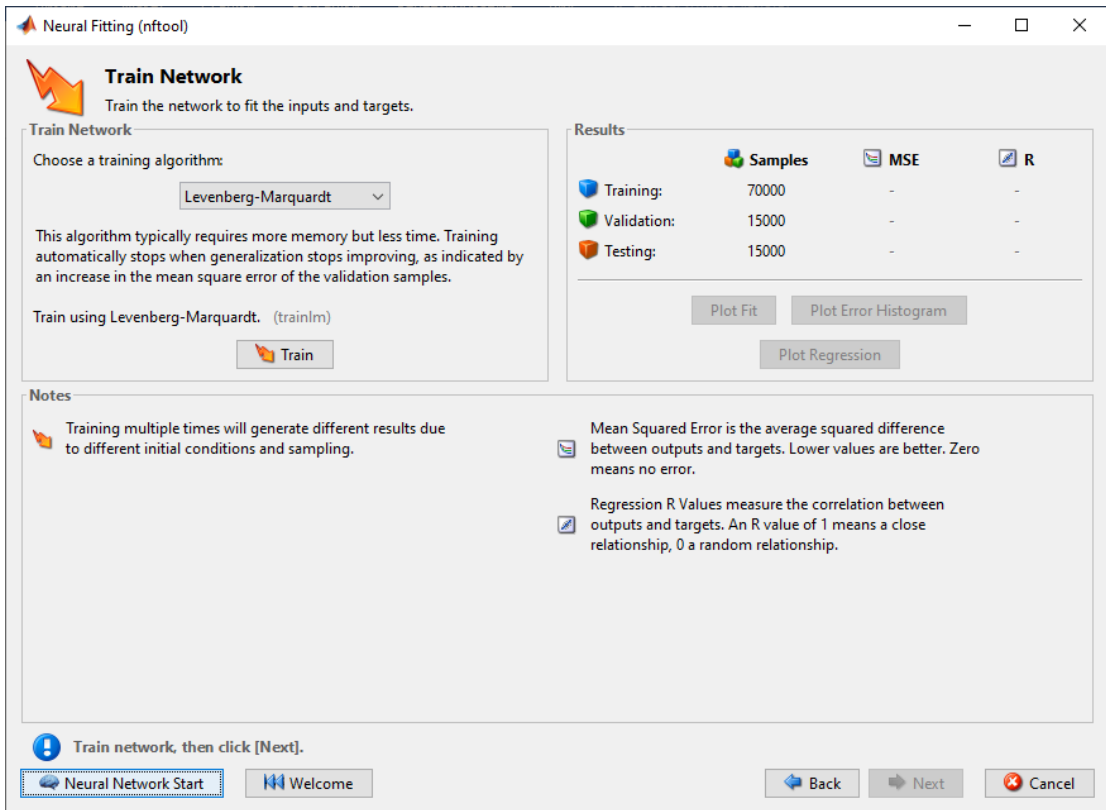 Neural Fitting (nftool)
Train Network
Train the network to fit the inputs and targets.
Train Network
Choose a training algorithm:
Levenberg-Marquardt
This algorithm typically requires more memory but less time. Training
automatically stops when generalization stops improving, as indicated by
an increase in the mean square error of the validation samples.
Train using Levenberg-Marquardt. (trainlm)
Train
Results
Samples MSE R
Training: 70000 - -
Validation: 15000 - -
Testing: 15000 - -
Plot Fit Plot Error Histogram
Plot Regression
Notes
Training multiple times will generate different results due
to different initial conditions and sampling.
Mean Squared Error is the average squared difference
between outputs and targets. Lower values are better. Zero
means no error.
Regression R Values measure the correlation between
outputs and targets. An R value of 1 means a close
relationship, 0 a random relationship.
Train network, then click [Next].
Neural Network Start Welcome Back Next Cancel